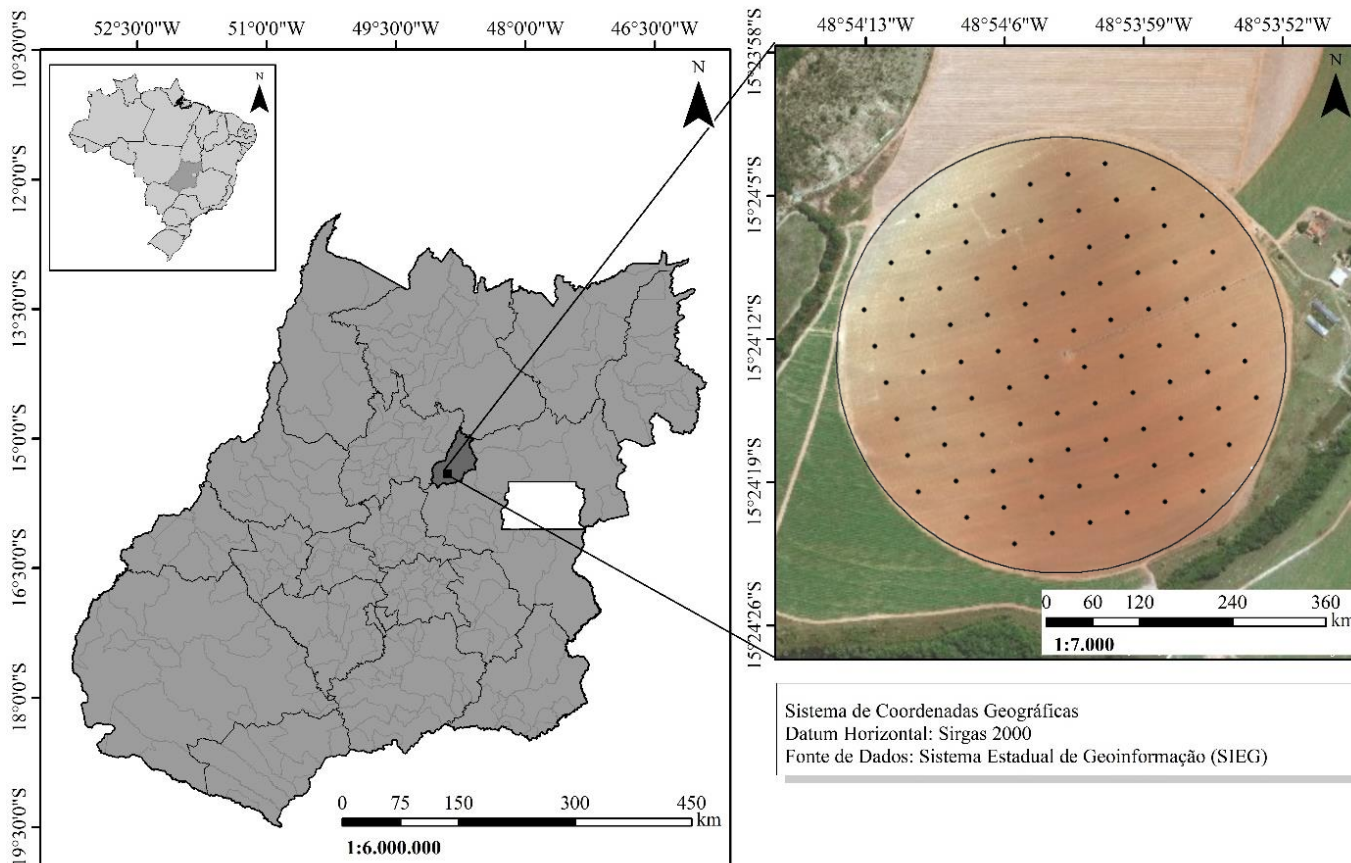 52°30'0"W 51°0'0"W 49°30'0"W 48°0'0"W 46°30'0"W
10°30'0"S
12°0'0"S
13°30'0"S
15°0'0"S
16°30'0"S
18°0'0"S
19°30'0"S
N
N
0 75 150 300 450
km
1:6.000.000
48°54'13"W 48°54'6"W 48°53'59"W 48°53'52"W
15°23'58"S
15°24'5"S
15°24'12"S
15°24'19"S
15°24'26"S
N
0 60 120 240 360
km
1:7.000
Sistema de Coordenadas Geográficas
Datum Horizontal: Sirgas 2000
Fonte de Dados: Sistema Estadual de Geoinformação (SIEG)